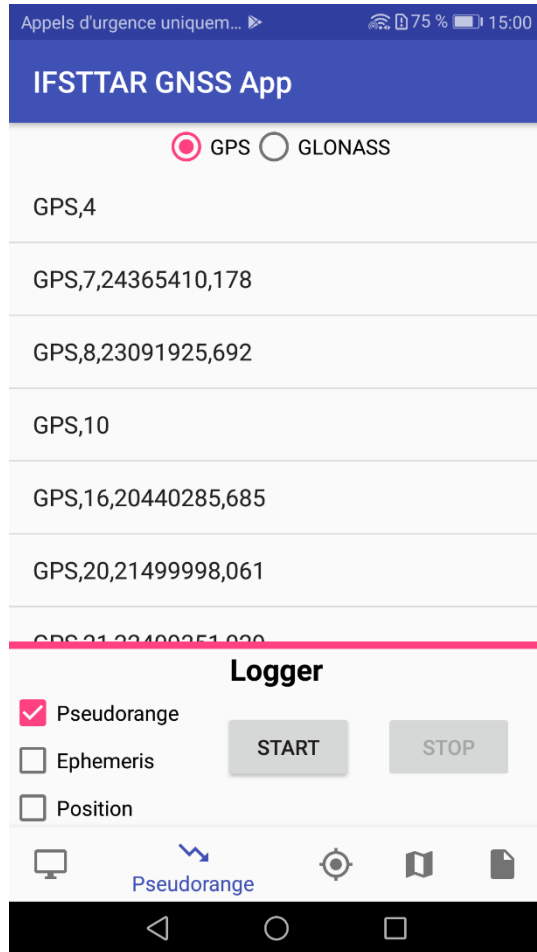 Appels d'urgence uniquem... 75 % 15:00
IFSTTAR GNSS App
GPS GLONASS
GPS,4
GPS,7,24365410,178
GPS,8,23091925,692
GPS,10
GPS,16,20440285,685
GPS,20,21499998,061
Logger
Pseudorange
START STOP
Ephemeris
Position
Pseudorange